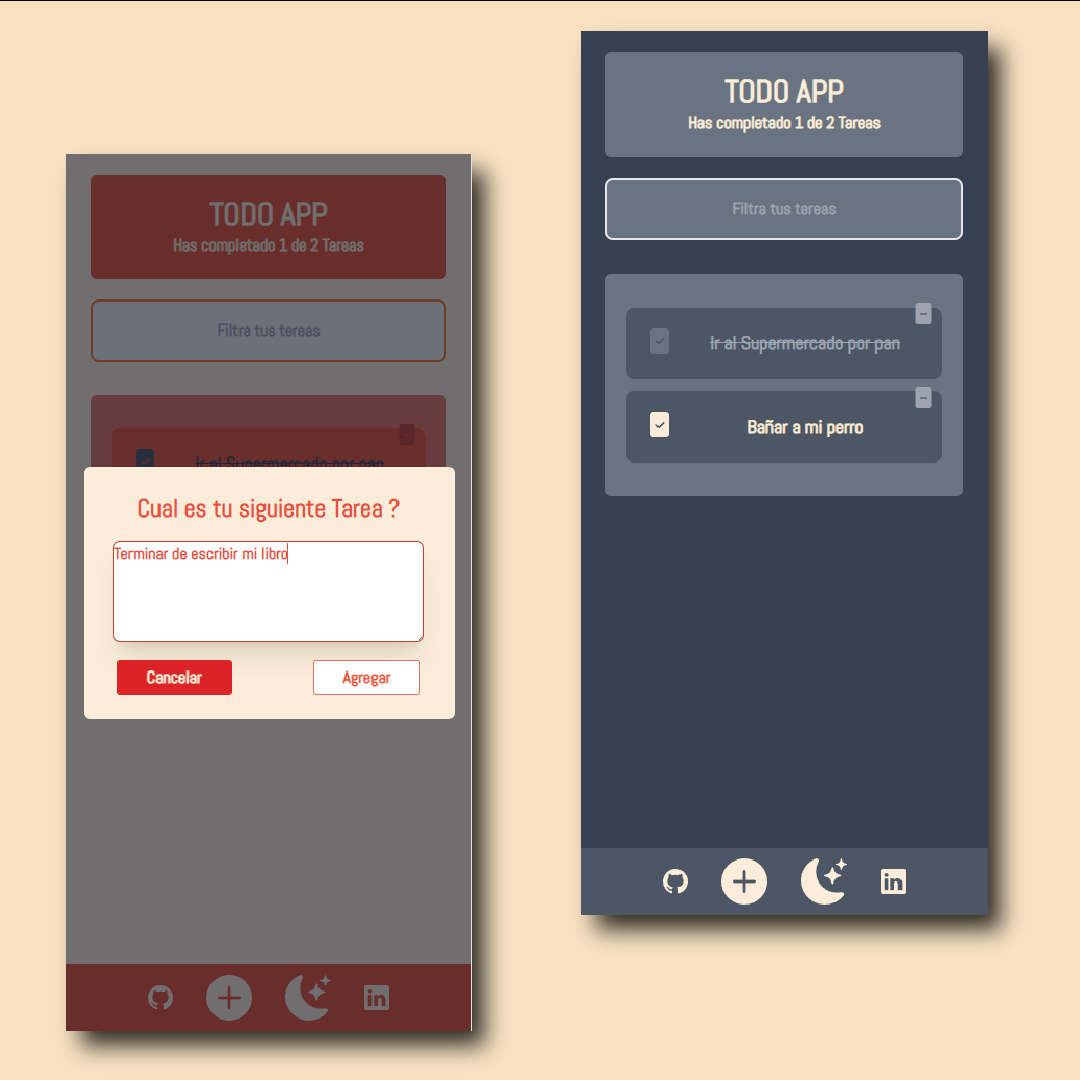 TODO APP
Has completado 1 de 2 Tareas
Filtra tus tereas
Ir al Supermercado por pan
Cual es tu siguiente Tarea ?
Terminar de escribir mi libro
Cancelar
Agregar
TODO APP
Has completado 1 de 2 Tareas
Filtra tus tereas
Ir al Supermercado por pan
Bañar a mi perro